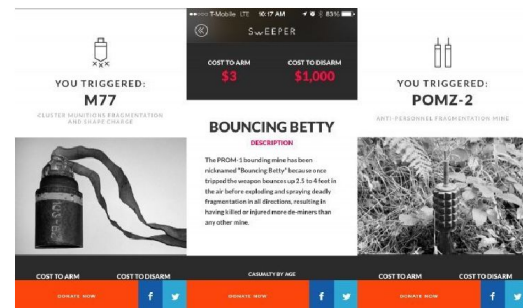 YOU TRIGGERED:
M77
CLUSTER MUNITIONS FRAGMENTATION
AND SHAPE CHARGE
COST TO ARM COST TO DISARM
DONATE NOW
T-Mobile LTE 10:17 AM 83%
SwEEPER
COST TO ARM COST TO DISARM
$3 $1,000
BOUNCING BETTY
DESCRIPTION
The PROM-1 bounding mine has been
nicknamed "Bouncing Betty" because once
tripped the weapon bounces up 2.5 to 4 feet in
the air before exploding and spraying deadly
fragmentation in all directions, resulting in
having killed or injured more de-miners than
any other mine.
CASUALTY BY AGE
DONATE NOW
YOU TRIGGERED:
POMZ-2
ANTI-PERSONNEL FRAGMENTATION MINE
COST TO ARM COST TO DISARM
DONATE NOW